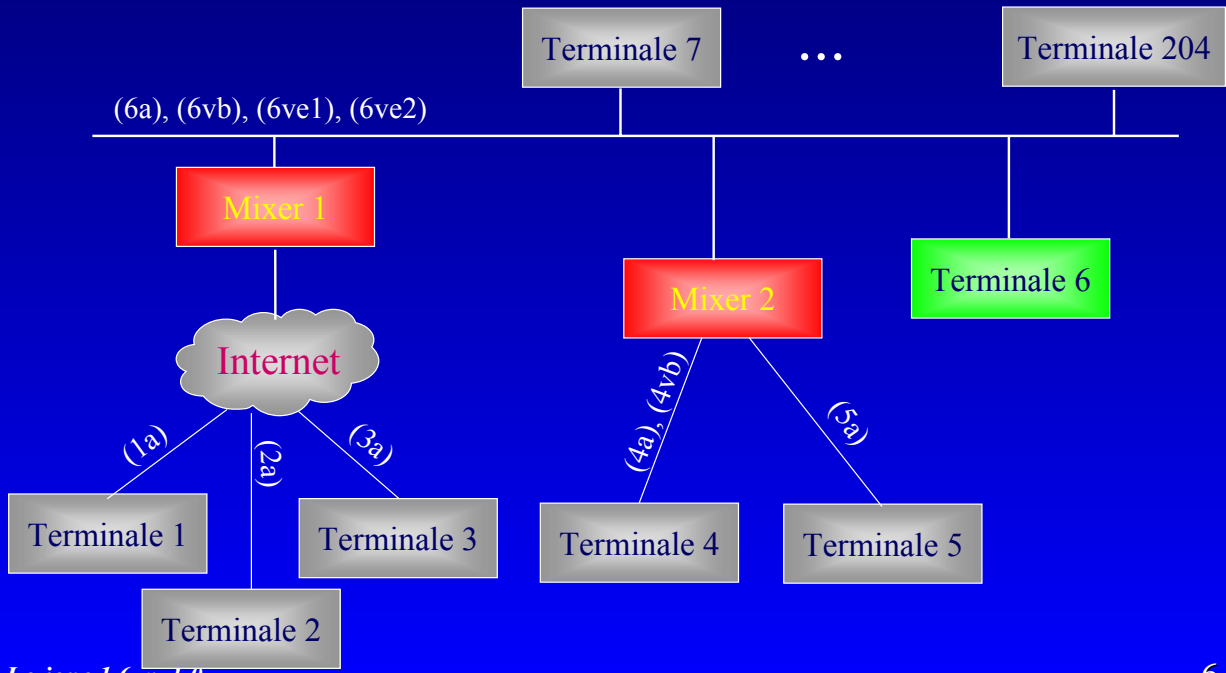 Terminale 7
...
Terminale 204
(6a), (6vb), (6ve1), (6ve2)
Mixer 1
Mixer 2
Terminale 6
Internet
(1a)
(2a)
(3a)
(4a), (4vb)
(5a)
Terminale 1
Terminale 3
Terminale 4
Terminale 5
Terminale 2
6